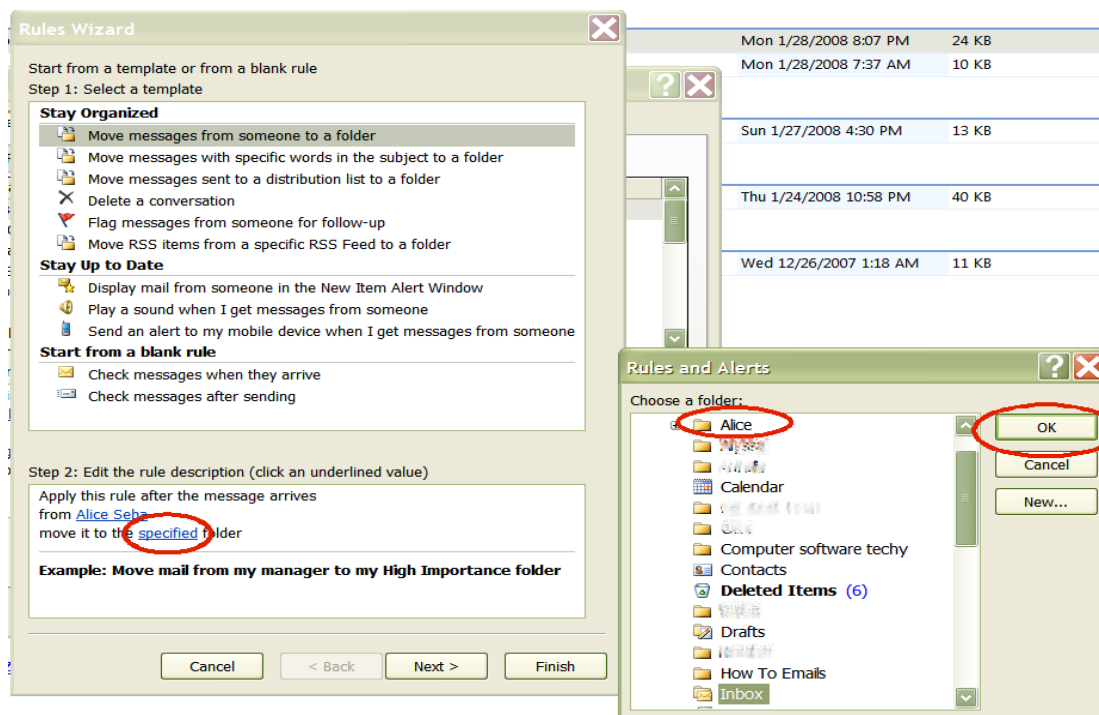 Rules Wizard
Start from a template or from a blank rule
Step 1: Select a template
Stay Organized
Move messages from someone to a folder
Move messages with specific words in the subject to a folder
Move messages sent to a distribution list to a folder
Delete a conversation
Flag messages from someone for follow-up
Move RSS items from a specific RSS Feed to a folder
Stay Up to Date
Display mail from someone in the New Item Alert Window
Play a sound when I get messages from someone
Send an alert to my mobile device when I get messages from someone
Start from a blank rule
Check messages when they arrive
Check messages after sending
Step 2: Edit the rule description (click an underlined value)
Apply this rule after the message arrives
from Alice Seba
move it to the specified folder
Example: Move mail from my manager to my High Importance folder
Cancel
< Back
Next >
Finish
Mon 1/28/2008 8:07 PM 24 KB
Mon 1/28/2008 7:37 AM 10 KB
Sun 1/27/2008 4:30 PM 13 KB
Thu 1/24/2008 10:58 PM 40 KB
Wed 12/26/2007 1:18 AM 11 KB
Rules and Alerts
Choose a folder:
Alice
Calendar
Computer software techy
Contacts
Deleted Items (6)
Drafts
How To Emails
Inbox
OK
Cancel
New...